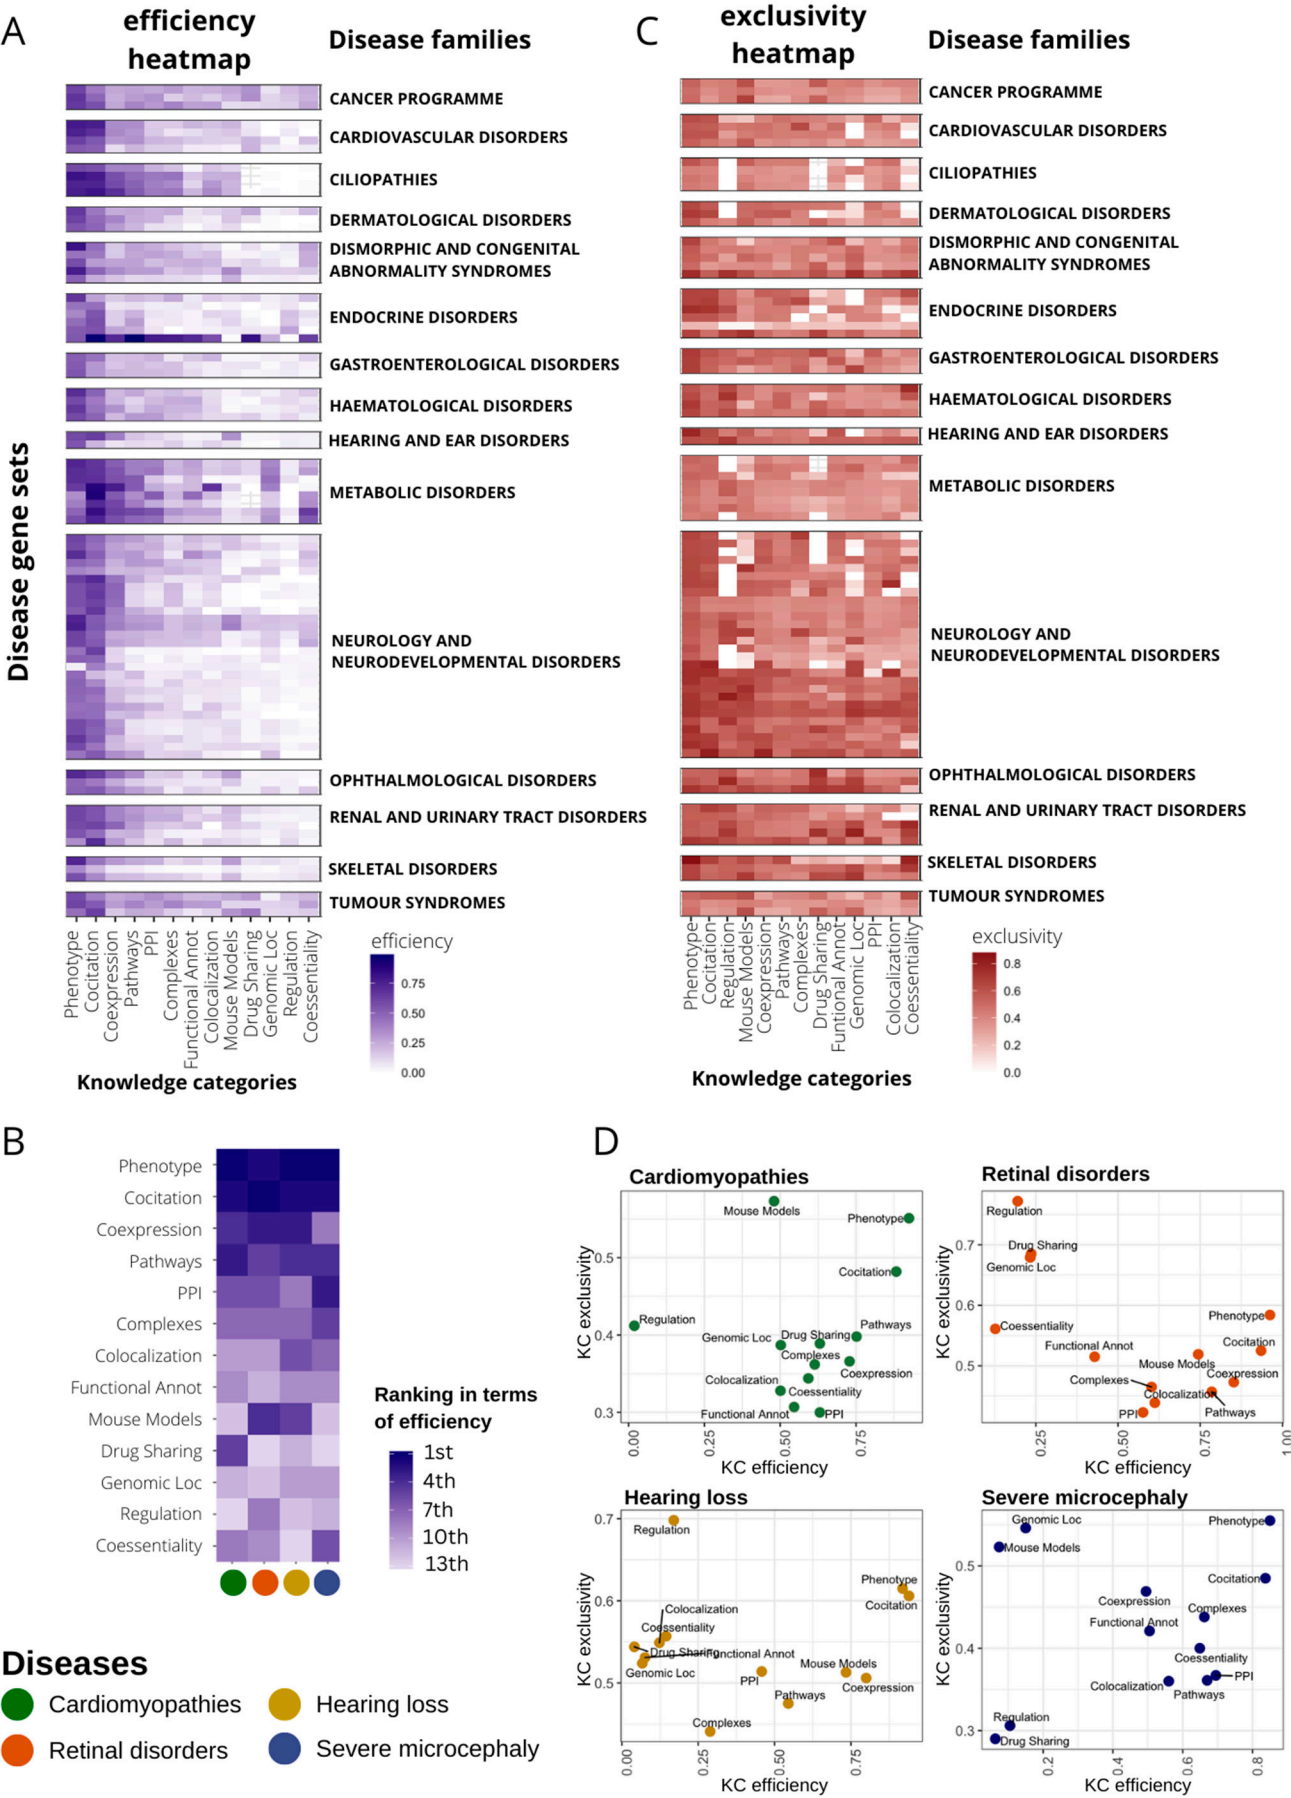 A
efficiency
heatmap
Disease families
Disease gene sets
CANCER PROGRAMME
CARDIOVASCULAR DISORDERS
CILIOPATHIES
DERMATOLOGICAL DISORDERS
DISMORPHIC AND CONGENITAL
ABNORMALITY SYNDROMES
ENDOCRINE DISORDERS
GASTROENTEROLOGICAL DISORDERS
HAEMATOLOGICAL DISORDERS
HEARING AND EAR DISORDERS
METABOLIC DISORDERS
NEUROLOGY AND
NEURODEVELOPMENTAL DISORDERS
OPHTHALMOLOGICAL DISORDERS
RENAL AND URINARY TRACT DISORDERS
SKELETAL DISORDERS
TUMOUR SYNDROMES
Phenotype
Cocitation
Coexpression
Pathways
PPI
Complexes
Functional Annot
Colocalization
Mouse Models
Drug Sharing
Genomic Loc
Regulation
Coessentiality
Knowledge categories
efficiency
0.75
0.50
0.25
0.00
C
exclusivity
heatmap
Disease families
CANCER PROGRAMME
CARDIOVASCULAR DISORDERS
CILIOPATHIES
DERMATOLOGICAL DISORDERS
DISMORPHIC AND CONGENITAL
ABNORMALITY SYNDROMES
ENDOCRINE DISORDERS
GASTROENTEROLOGICAL DISORDERS
HAEMATOLOGICAL DISORDERS
HEARING AND EAR DISORDERS
METABOLIC DISORDERS
NEUROLOGY AND
NEURODEVELOPMENTAL DISORDERS
OPHTHALMOLOGICAL DISORDERS
RENAL AND URINARY TRACT DISORDERS
SKELETAL DISORDERS
TUMOUR SYNDROMES
Phenotype
Cocitation
Regulation
Mouse Models
Coexpression
Pathways
Complexes
Drug Sharing
Funtional Annot
Genomic Loc
PPI
Colocalization
Coessentiality
Knowledge categories
exclusivity
0.8
0.6
0.4
0.2
0.0
B
Phenotype
Cocitation
Coexpression
Pathways
PPI
Complexes
Colocalization
Functional Annot
Mouse Models
Drug Sharing
Genomic Loc
Regulation
Coessentiality
Ranking in terms
of efficiency
1st
4th
7th
10th
13th
Diseases
Cardiomyopathies
Hearing loss
Retinal disorders
Severe microcephaly
D
Cardiomyopathies
KC exclusivity
0.5
0.4
0.3
Mouse Models
Phenotype
Cocitation
Regulation
Genomic Loc
Drug Sharing
Pathways
Complexes
Coexpression
Colocalization
Coessentiality
Functional Annot
PPI
0.00
0.25
0.50
0.75
KC efficiency
Retinal disorders
KC exclusivity
0.7
0.6
0.5
Regulation
Drug Sharing
Genomic Loc
Phenotype
Coessentiality
Functional Annot
Cocitation
Mouse Models
Complexes
Coexpression
Colocalization
PPI
Pathways
0.25
0.50
0.75
1.00
KC efficiency
Hearing loss
KC exclusivity
0.7
0.6
0.5
Regulation
Phenotype
Cocitation
Colocalization
Coessentiality
Drug Sharing
Functional Annot
Genomic Loc
PPI
Mouse Models
Coexpression
Pathways
Complexes
0.00
0.25
0.50
0.75
KC efficiency
Severe microcephaly
KC exclusivity
0.5
0.4
0.3
Genomic Loc
Phenotype
Mouse Models
Cocitation
Coexpression
Complexes
Functional Annot
Coessentiality
PPI
Colocalization
Pathways
Regulation
Drug Sharing
0.2
0.4
0.6
0.8
KC efficiency